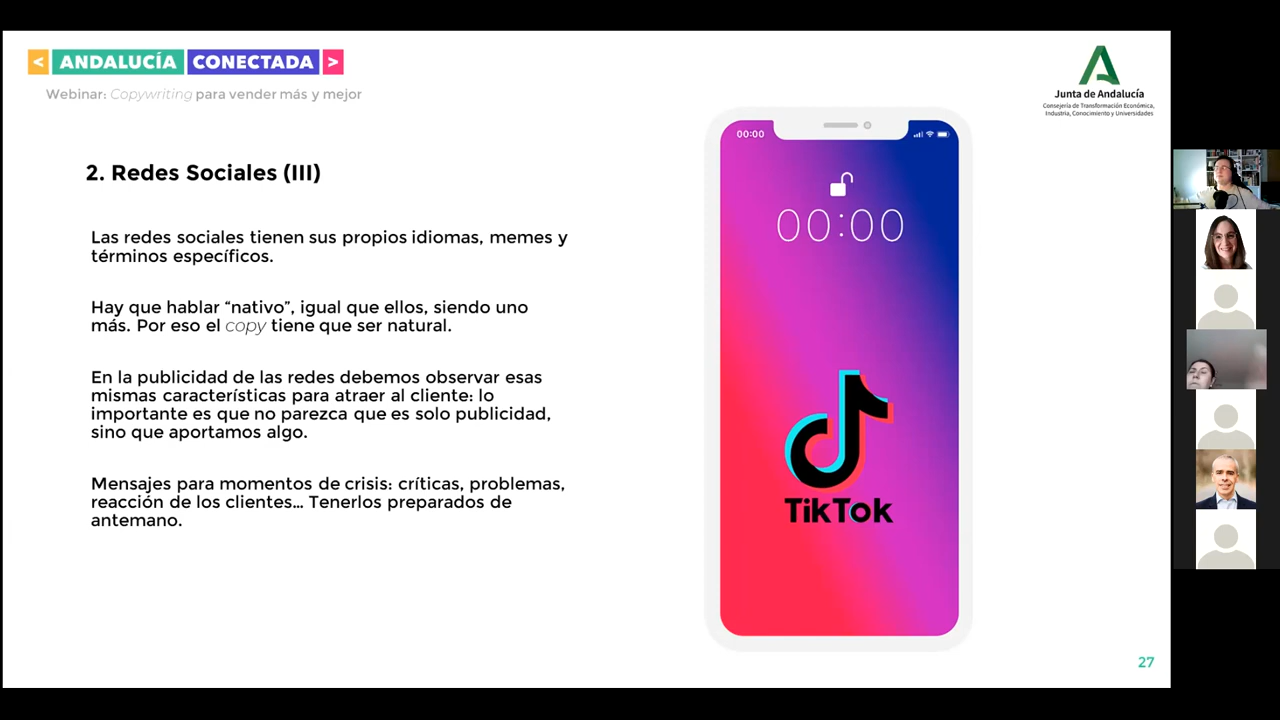 < ANDALUCÍA CONECTADA >
Webinar: Copywriting para vender más y mejor
Junta de Andalucía
Consejería de Transformación Económica,
Industria, Conocimiento y Universidades
2. Redes Sociales (III)
Las redes sociales tienen sus propios idiomas, memes y
términos específicos.
Hay que hablar “nativo”, igual que ellos, siendo uno
más. Por eso el copy tiene que ser natural.
En la publicidad de las redes debemos observar esas
mismas características para atraer al cliente: lo
importante es que no parezca que es solo publicidad,
sino que aportamos algo.
Mensajes para momentos de crisis: críticas, problemas,
reacción de los clientes... Tenerlos preparados de
antemano.
00:00
00:00
TikTok
27